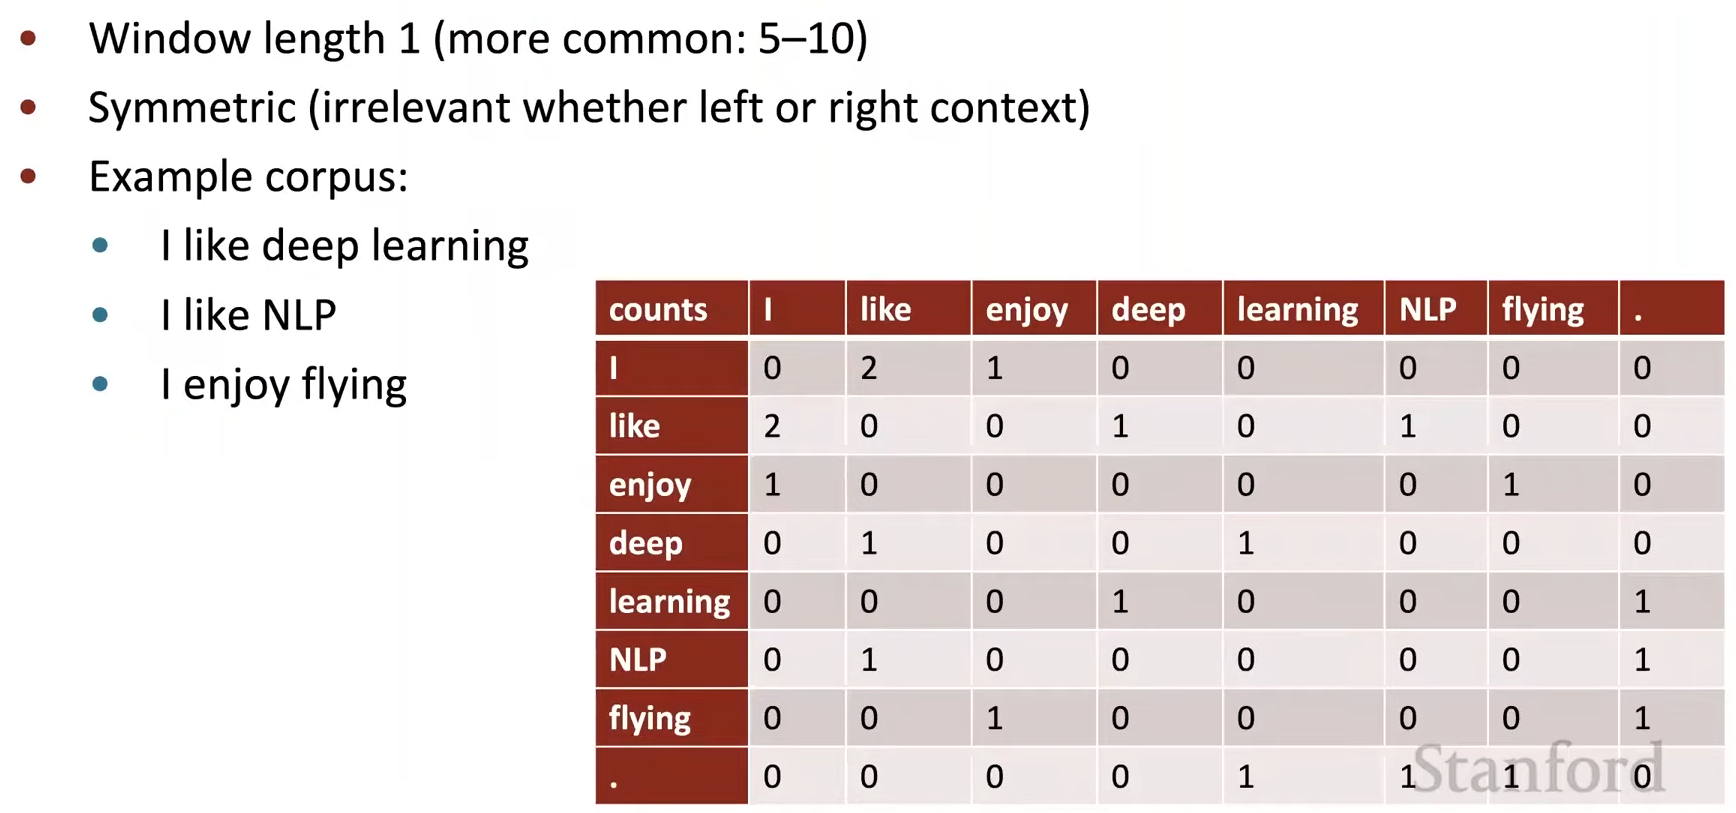 • Window length 1 (more common: 5–10)
• Symmetric (irrelevant whether left or right context)
• Example corpus:
• I like deep learning
• I like NLP
• I enjoy flying
counts I like enjoy deep learning NLP flying .
I 0 2 1 0 0 0 0 0
like 2 0 0 1 0 1 0 0
enjoy 1 0 0 0 0 0 1 0
deep 0 1 0 0 1 0 0 0
learning 0 0 0 1 0 0 0 1
NLP 0 1 0 0 0 0 0 1
flying 0 0 1 0 0 0 0 1
. 0 0 0 0 1 1 1 0
Stanford